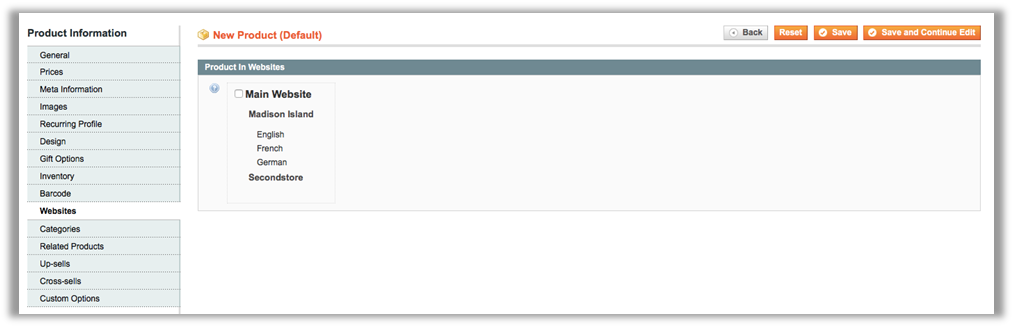 Product Information
General
Prices
Meta Information
Images
Recurring Profile
Design
Gift Options
Inventory
Barcode
Websites
Categories
Related Products
Up-sells
Cross-sells
Custom Options
New Product (Default)
Back Reset Save Save and Continue Edit
Product In Websites
Main Website
Madison Island
English
French
German
Secondstore